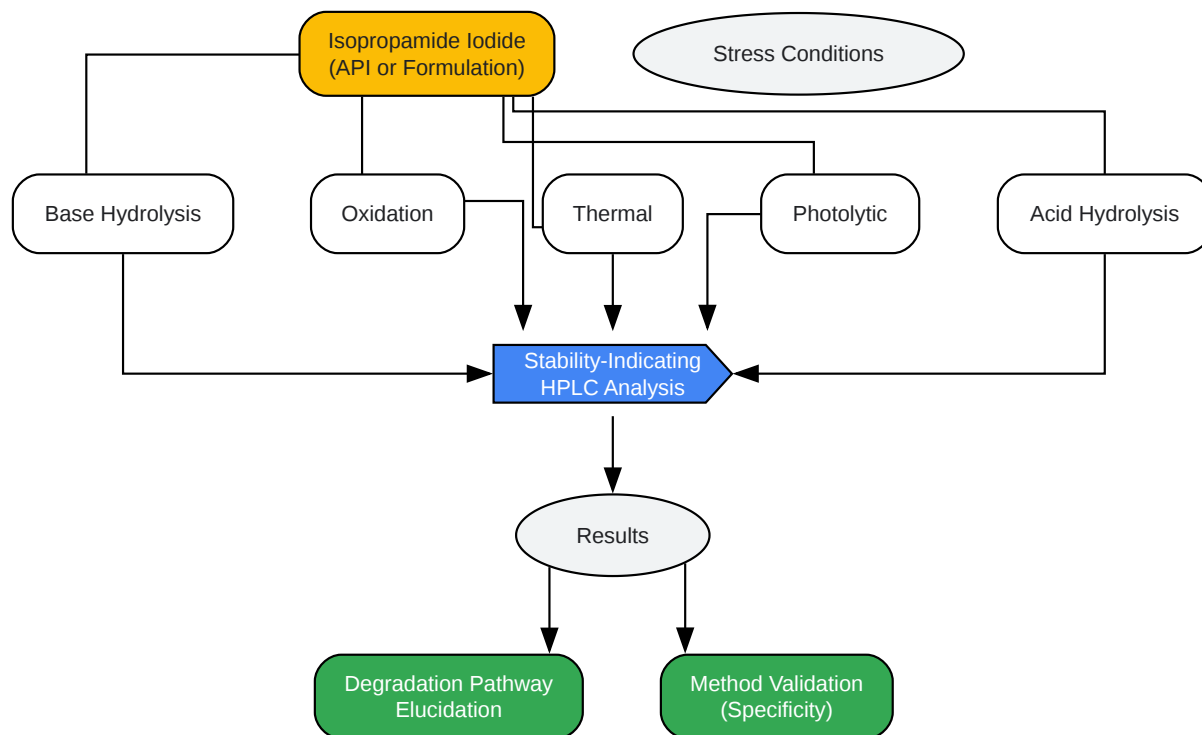 Isopropamide Iodide
(API or Formulation)
Stress Conditions
Base Hydrolysis
Oxidation
Thermal
Photolytic
Acid Hydrolysis
Stability-Indicating
HPLC Analysis
Results
Degradation Pathway
Elucidation
Method Validation
(Specificity)